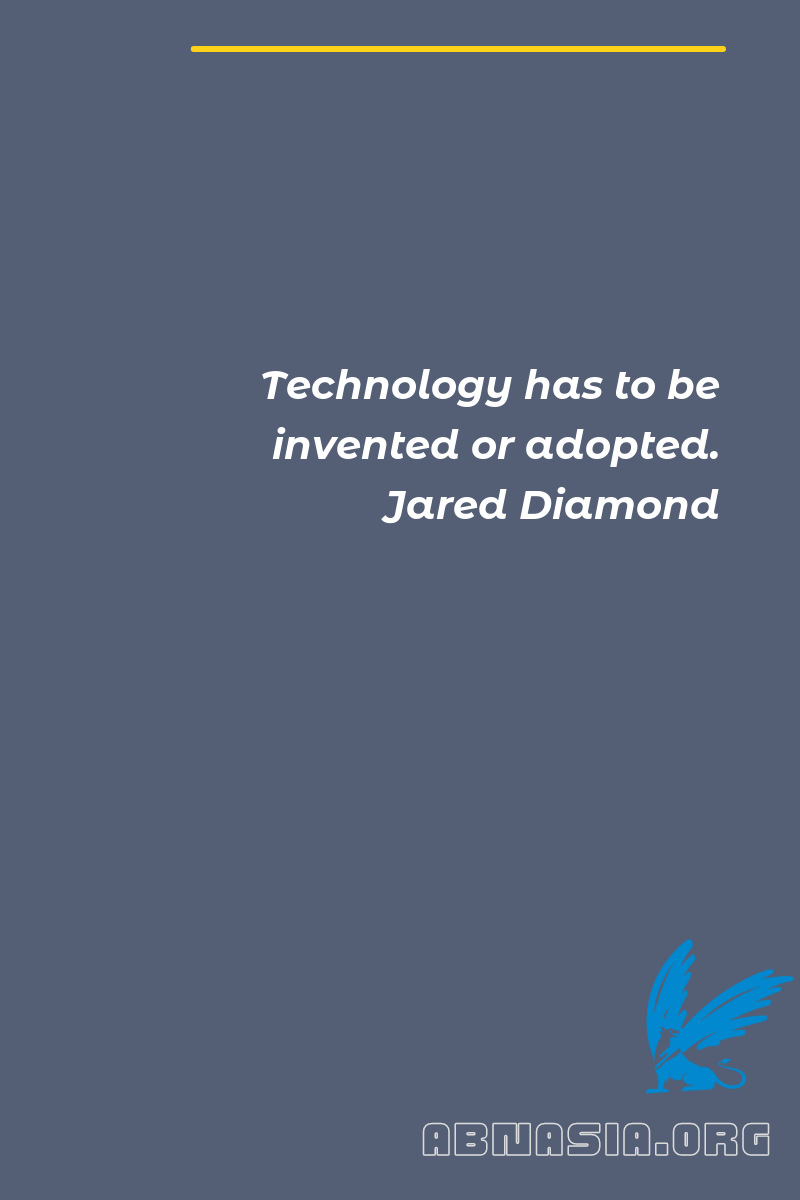 Technology has to be
invented or adopted.
Jared Diamond
ABNASIA.ORG